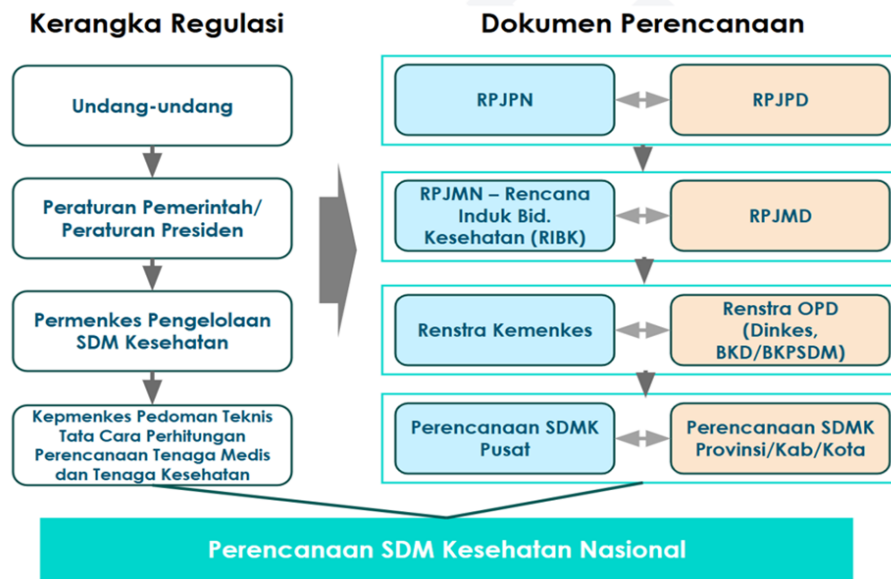 Kerangka Regulasi
Undang-undang
Peraturan Pemerintah/
Peraturan Presiden
Permenkes Pengelolaan
SDM Kesehatan
Kepmenkes Pedoman Teknis
Tata Cara Perhitungan
Perencanaan Tenaga Medis
dan Tenaga Kesehatan
Dokumen Perencanaan
RPJPN
RPJPD
RPJMN – Rencana
Induk Bid.
Kesehatan (RIBK)
RPJMD
Renstra Kemenkes
Renstra OPD
(Dinkes,
BKD/BKPSDM)
Perencanaan SDMK
Pusat
Perencanaan SDMK
Provinsi/Kab/Kota
Perencanaan SDM Kesehatan Nasional